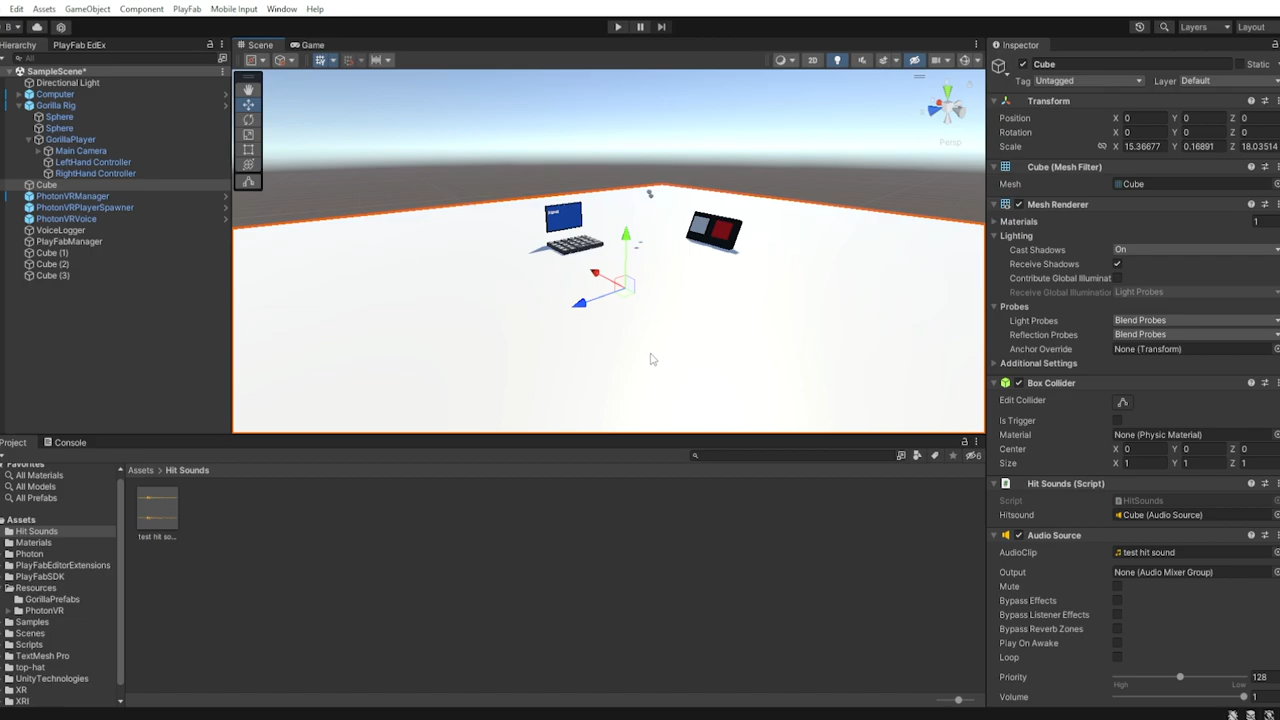 Edit Assets GameObject Component PlayFab Mobile Input Window Help
B Layers Layout
Hierarchy PlayFab EdEx Scene Game Inspector
All 2D Cube Static
SampleScene* Tag Untagged Layer Default
Directional Light
Computer Transform
Gorilla Rig Position X 0 Y 0 Z 0
Sphere Rotation X 0 Y 0 Z 0
Sphere Scale X 15.36677 Y 0.16891 Z 18.03514
GorillaPlayer Persp
Main Camera Cube (Mesh Filter)
LeftHand Controller Mesh Cube
RightHand Controller
Cube Mesh Renderer
PhotonVRManager Materials 1
PhotonVRPlayerSpawner Lighting
PhotonVRVoice Cast Shadows On
VoiceLogger Receive Shadows
PlayFabManager Contribute Global Illuminat
Cube (1) Receive Global Illumination Light Probes
Cube (2) Probes
Cube (3) Light Probes Blend Probes
Reflection Probes Blend Probes
Anchor Override None (Transform)
Additional Settings
Box Collider
Edit Collider
Is Trigger
Material None (Physic Material)
Project Console Center X 0 Y 0 Z 0
Size X 1 Y 1 Z 1
Favorites Assets > Hit Sounds 6
All Materials Hit Sounds (Script)
All Models Script HitSounds
All Prefabs Hitsound Cube (Audio Source)
Assets test hit so...
Hit Sounds Audio Source
Materials AudioClip test hit sound
Photon Output None (Audio Mixer Group)
PlayFabEditorExtensions Mute
PlayFabSDK Bypass Effects
Resources Bypass Listener Effects
GorillaPrefabs Bypass Reverb Zones
PhotonVR Play On Awake
Samples Loop
Scenes Priority 128
Scripts High Low
TextMesh Pro Volume 1
top-hat
UnityTechnologies
XR
XRI